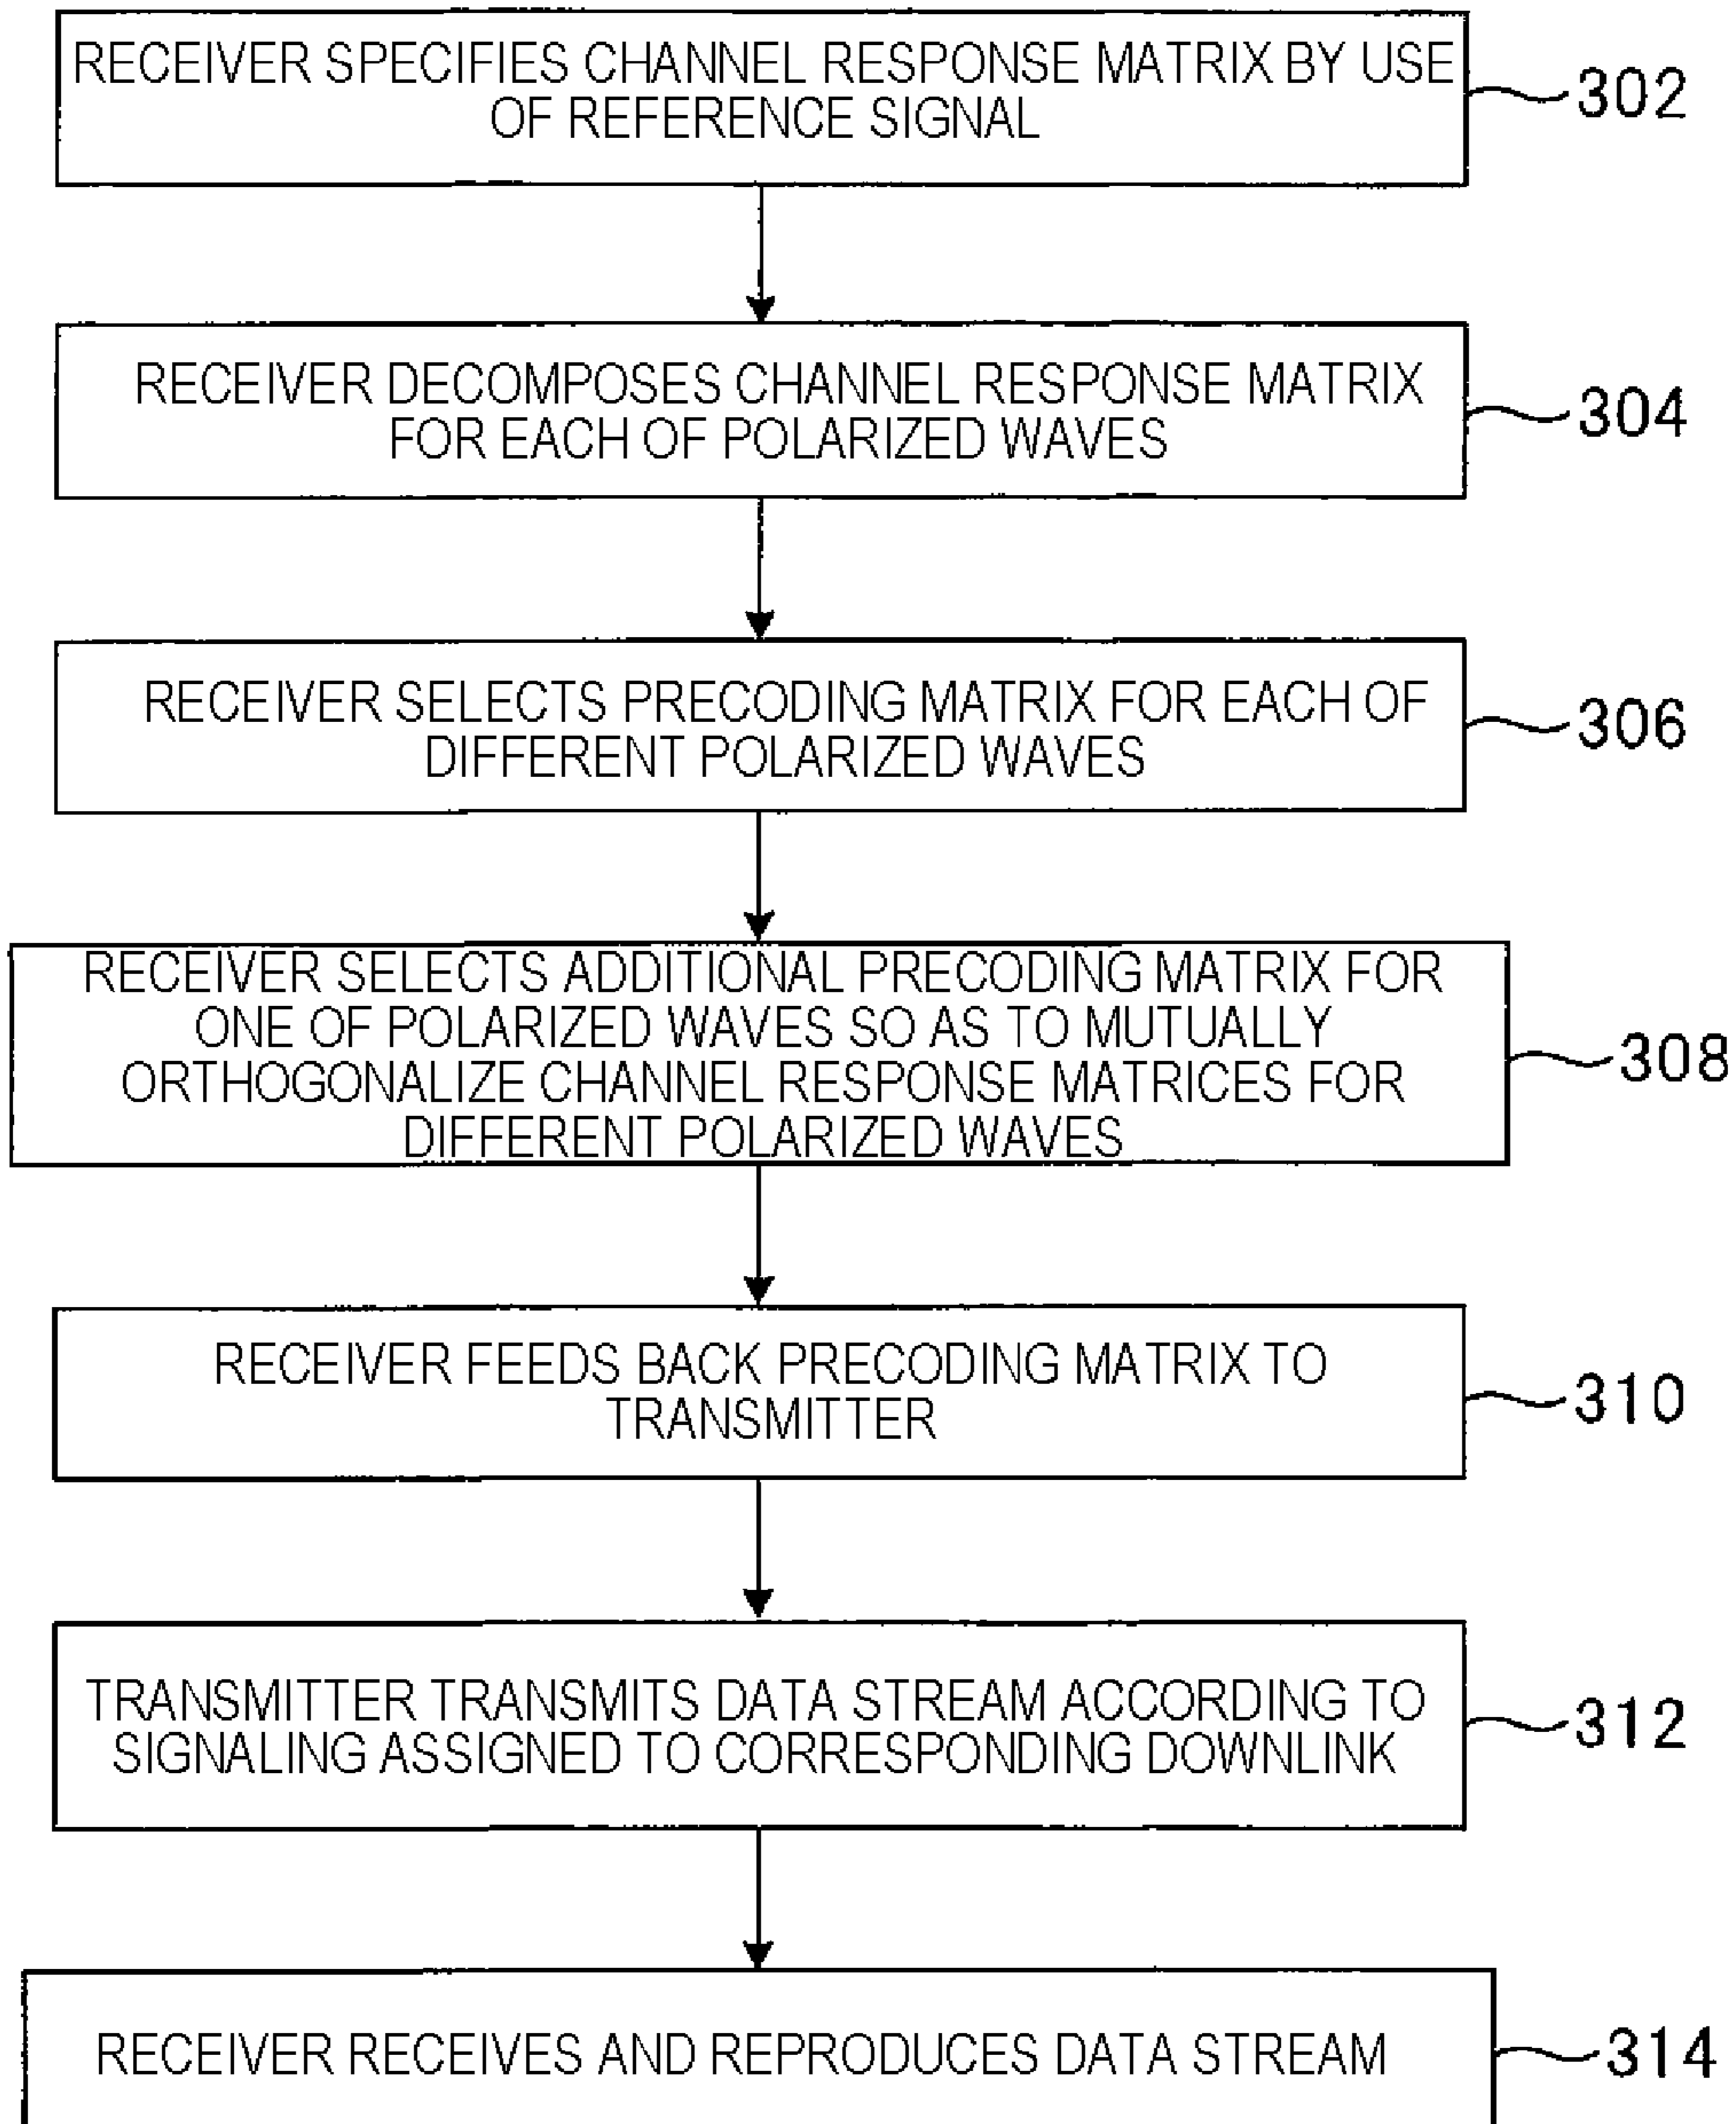 RECEIVER SPECIFIES CHANNEL RESPONSE MATRIX BY USE
OF REFERENCE SIGNAL
302
RECEIVER DECOMPOSES CHANNEL RESPONSE MATRIX
FOR EACH OF POLARIZED WAVES
304
RECEIVER SELECTS PRECODING MATRIX FOR EACH OF
DIFFERENT POLARIZED WAVES
306
RECEIVER SELECTS ADDITIONAL PRECODING MATRIX FOR
ONE OF POLARIZED WAVES SO AS TO MUTUALLY
ORTHOGONALIZE CHANNEL RESPONSE MATRICES FOR
DIFFERENT POLARIZED WAVES
308
RECEIVER FEEDS BACK PRECODING MATRIX TO
TRANSMITTER
310
TRANSMITTER TRANSMITS DATA STREAM ACCORDING TO
SIGNALING ASSIGNED TO CORRESPONDING DOWNLINK
312
RECEIVER RECEIVES AND REPRODUCES DATA STREAM
314